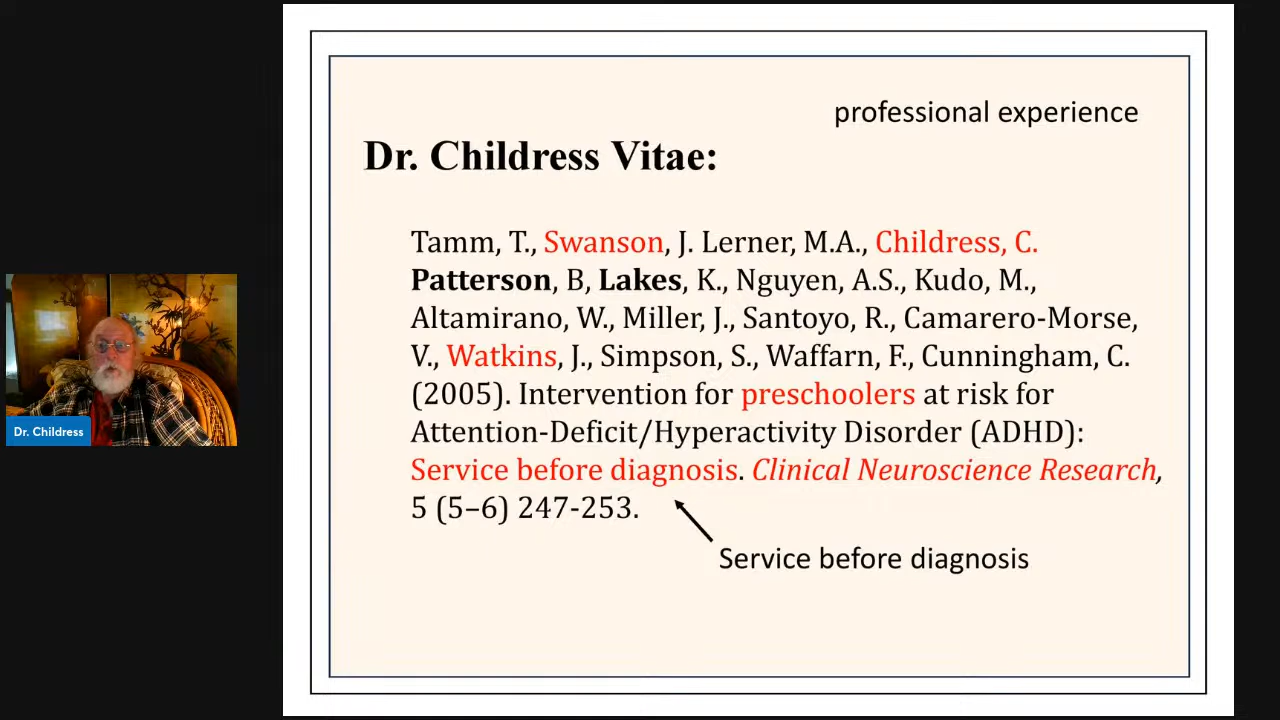 professional experience
Dr. Childress Vitae:
Tamm, T., Swanson, J. Lerner, M.A., Childress, C.
Patterson, B, Lakes, K., Nguyen, A.S., Kudo, M.,
Altamirano, W., Miller, J., Santoyo, R., Camarero-Morse,
V., Watkins, J., Simpson, S., Waffarn, F., Cunningham, C.
(2005). Intervention for preschoolers at risk for
Attention-Deficit/Hyperactivity Disorder (ADHD):
Service before diagnosis. Clinical Neuroscience Research,
5 (5–6) 247-253.
Service before diagnosis
Dr. Childress